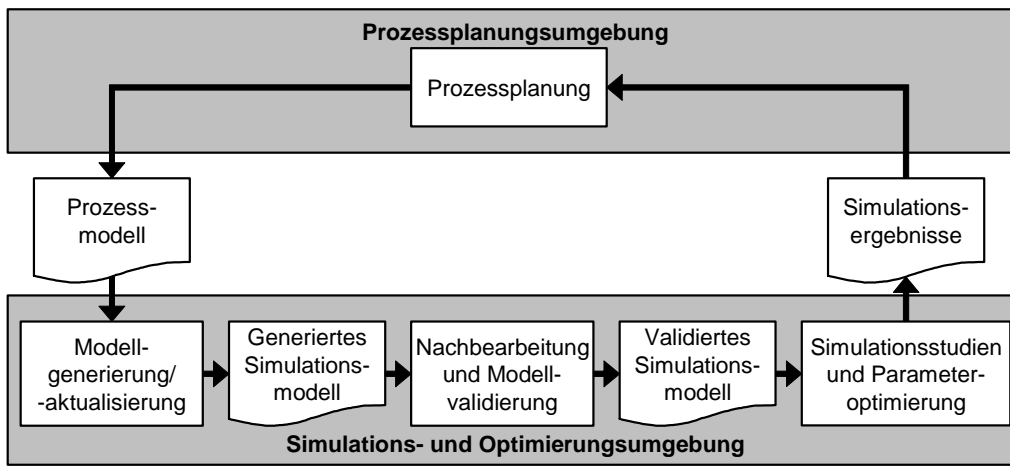 Prozessplanungsumgebung
Prozessplanung
Prozess-
modell
Simulations-
ergebnisse
Modell-
generierung/
-aktualisierung
Generiertes
Simulations-
modell
Nachbearbeitung
und Modell-
validierung
Validiertes
Simulations-
modell
Simulationsstudien
und Parameter-
optimierung
Simulations- und Optimierungsumgebung